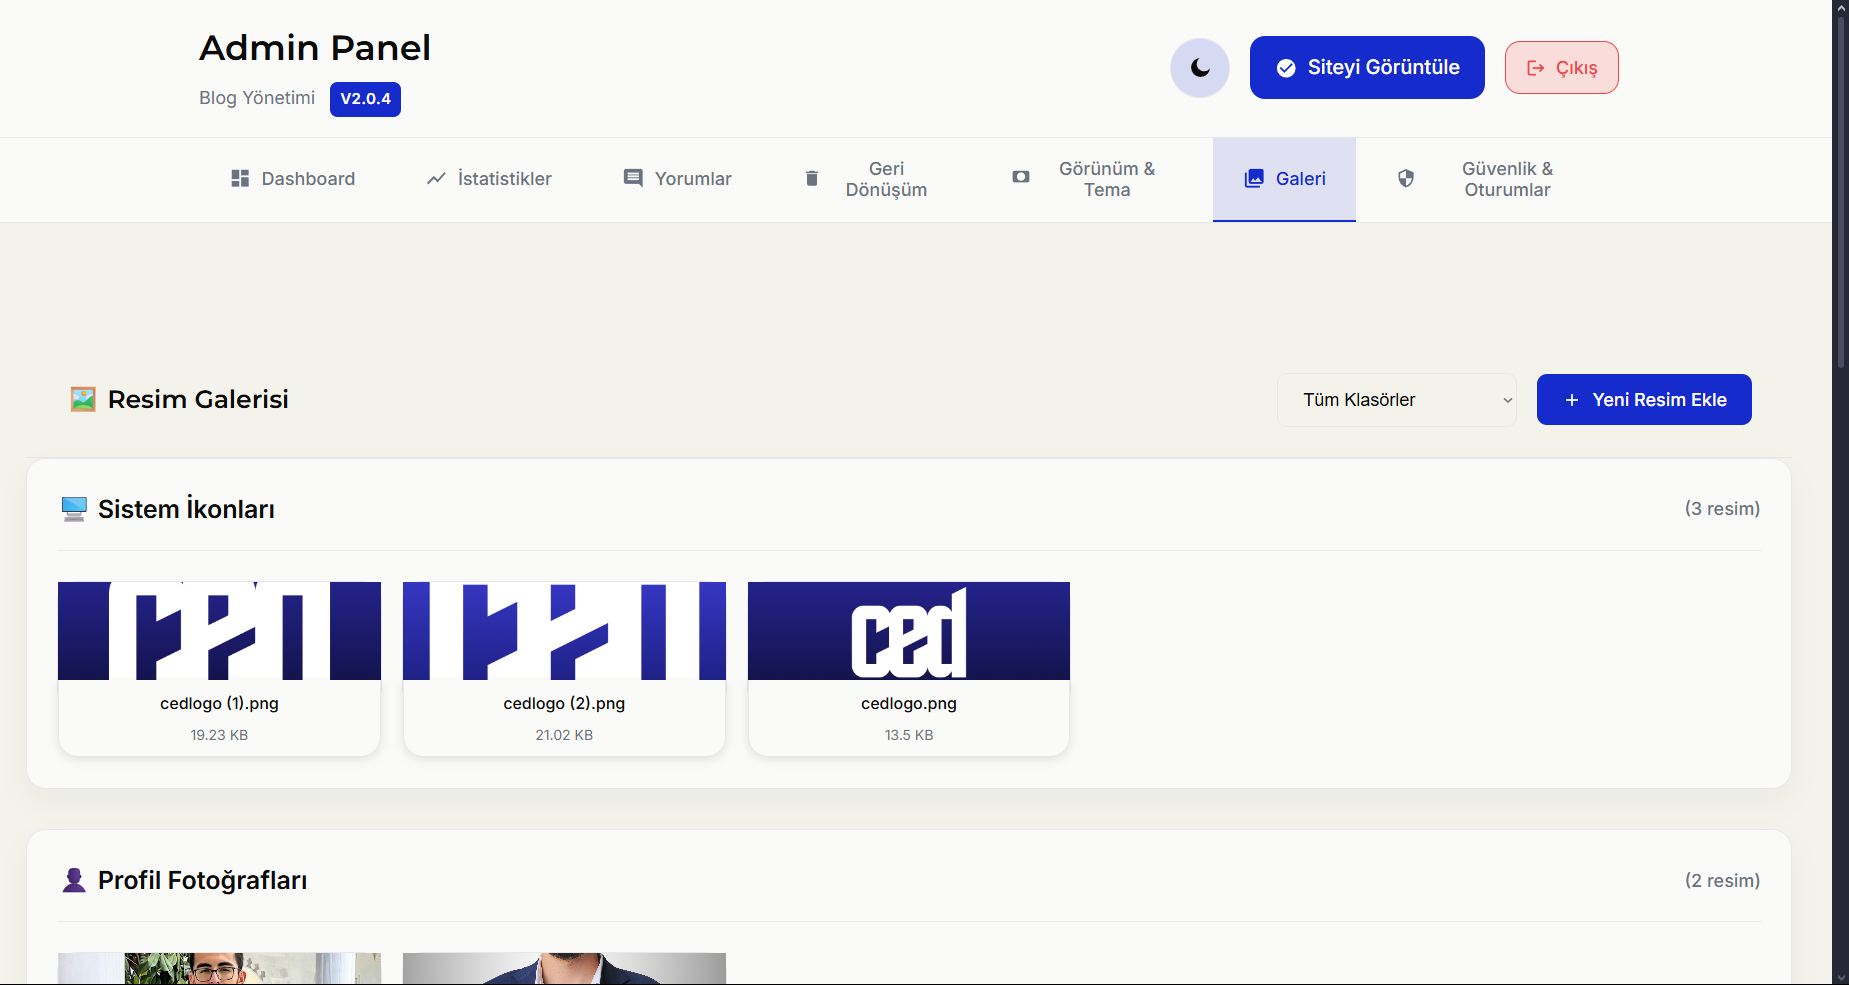 Admin Panel
Blog Yönetimi V2.0.4
Siteyi Görüntüle
Çıkış
Dashboard
İstatistikler
Yorumlar
Geri
Dönüşüm
Görünüm &
Tema
Galeri
Güvenlik &
Oturumlar
Resim Galerisi
Tüm Klasörler
+ Yeni Resim Ekle
Sistem İkonları
(3 resim)
ced
cedlogo (1).png
19.23 KB
cedlogo (2).png
21.02 KB
cedlogo.png
13.5 KB
Profil Fotoğrafları
(2 resim)